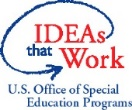 IDEAs
that
Work
U.S. Office of Special
Education Programs